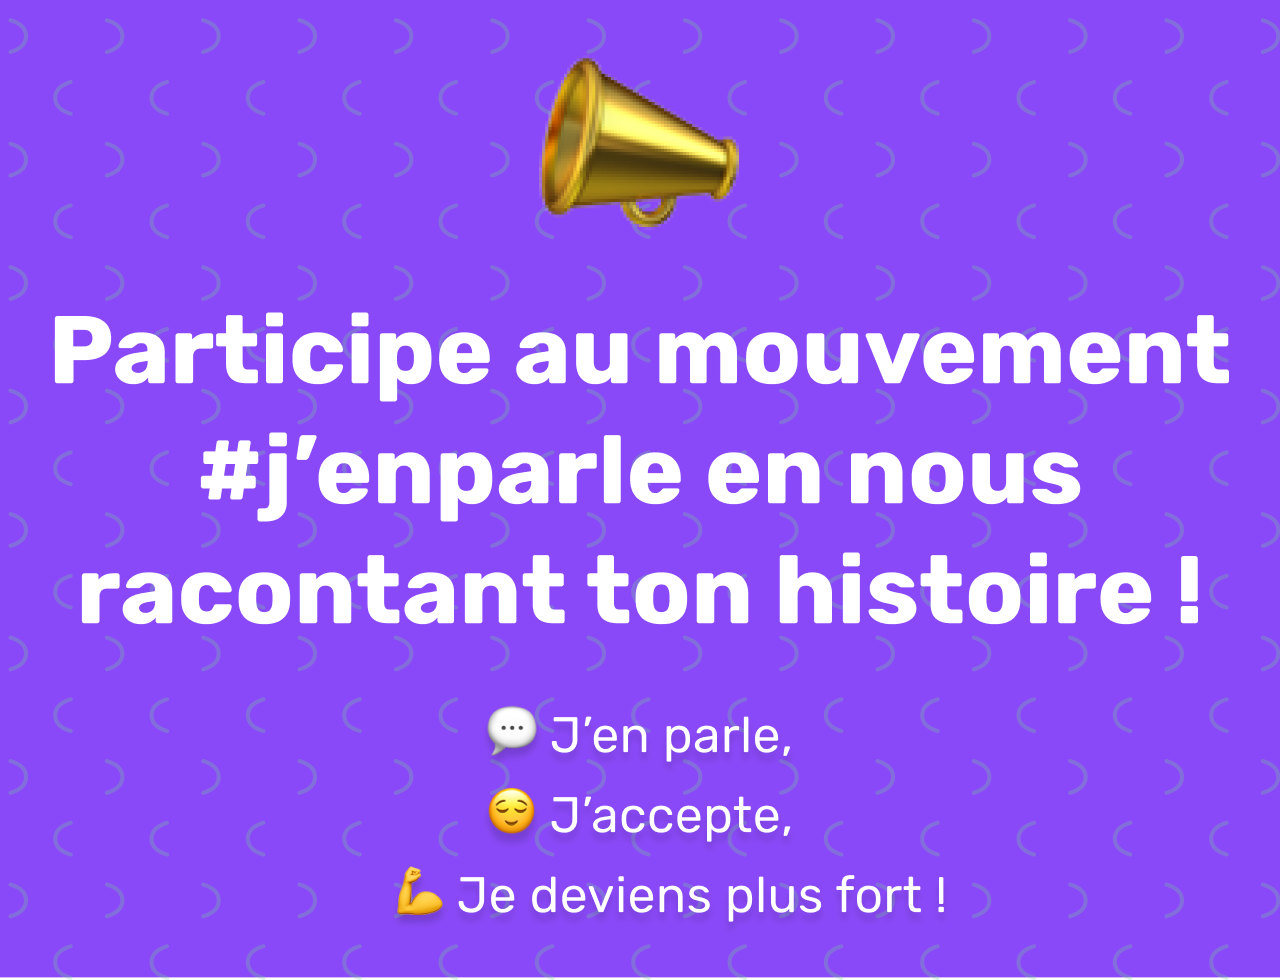 Participe au mouvement
#j’enparle en nous
racontant ton histoire !
💬 J’en parle,
😌 J’accepte,
💪 Je deviens plus fort !